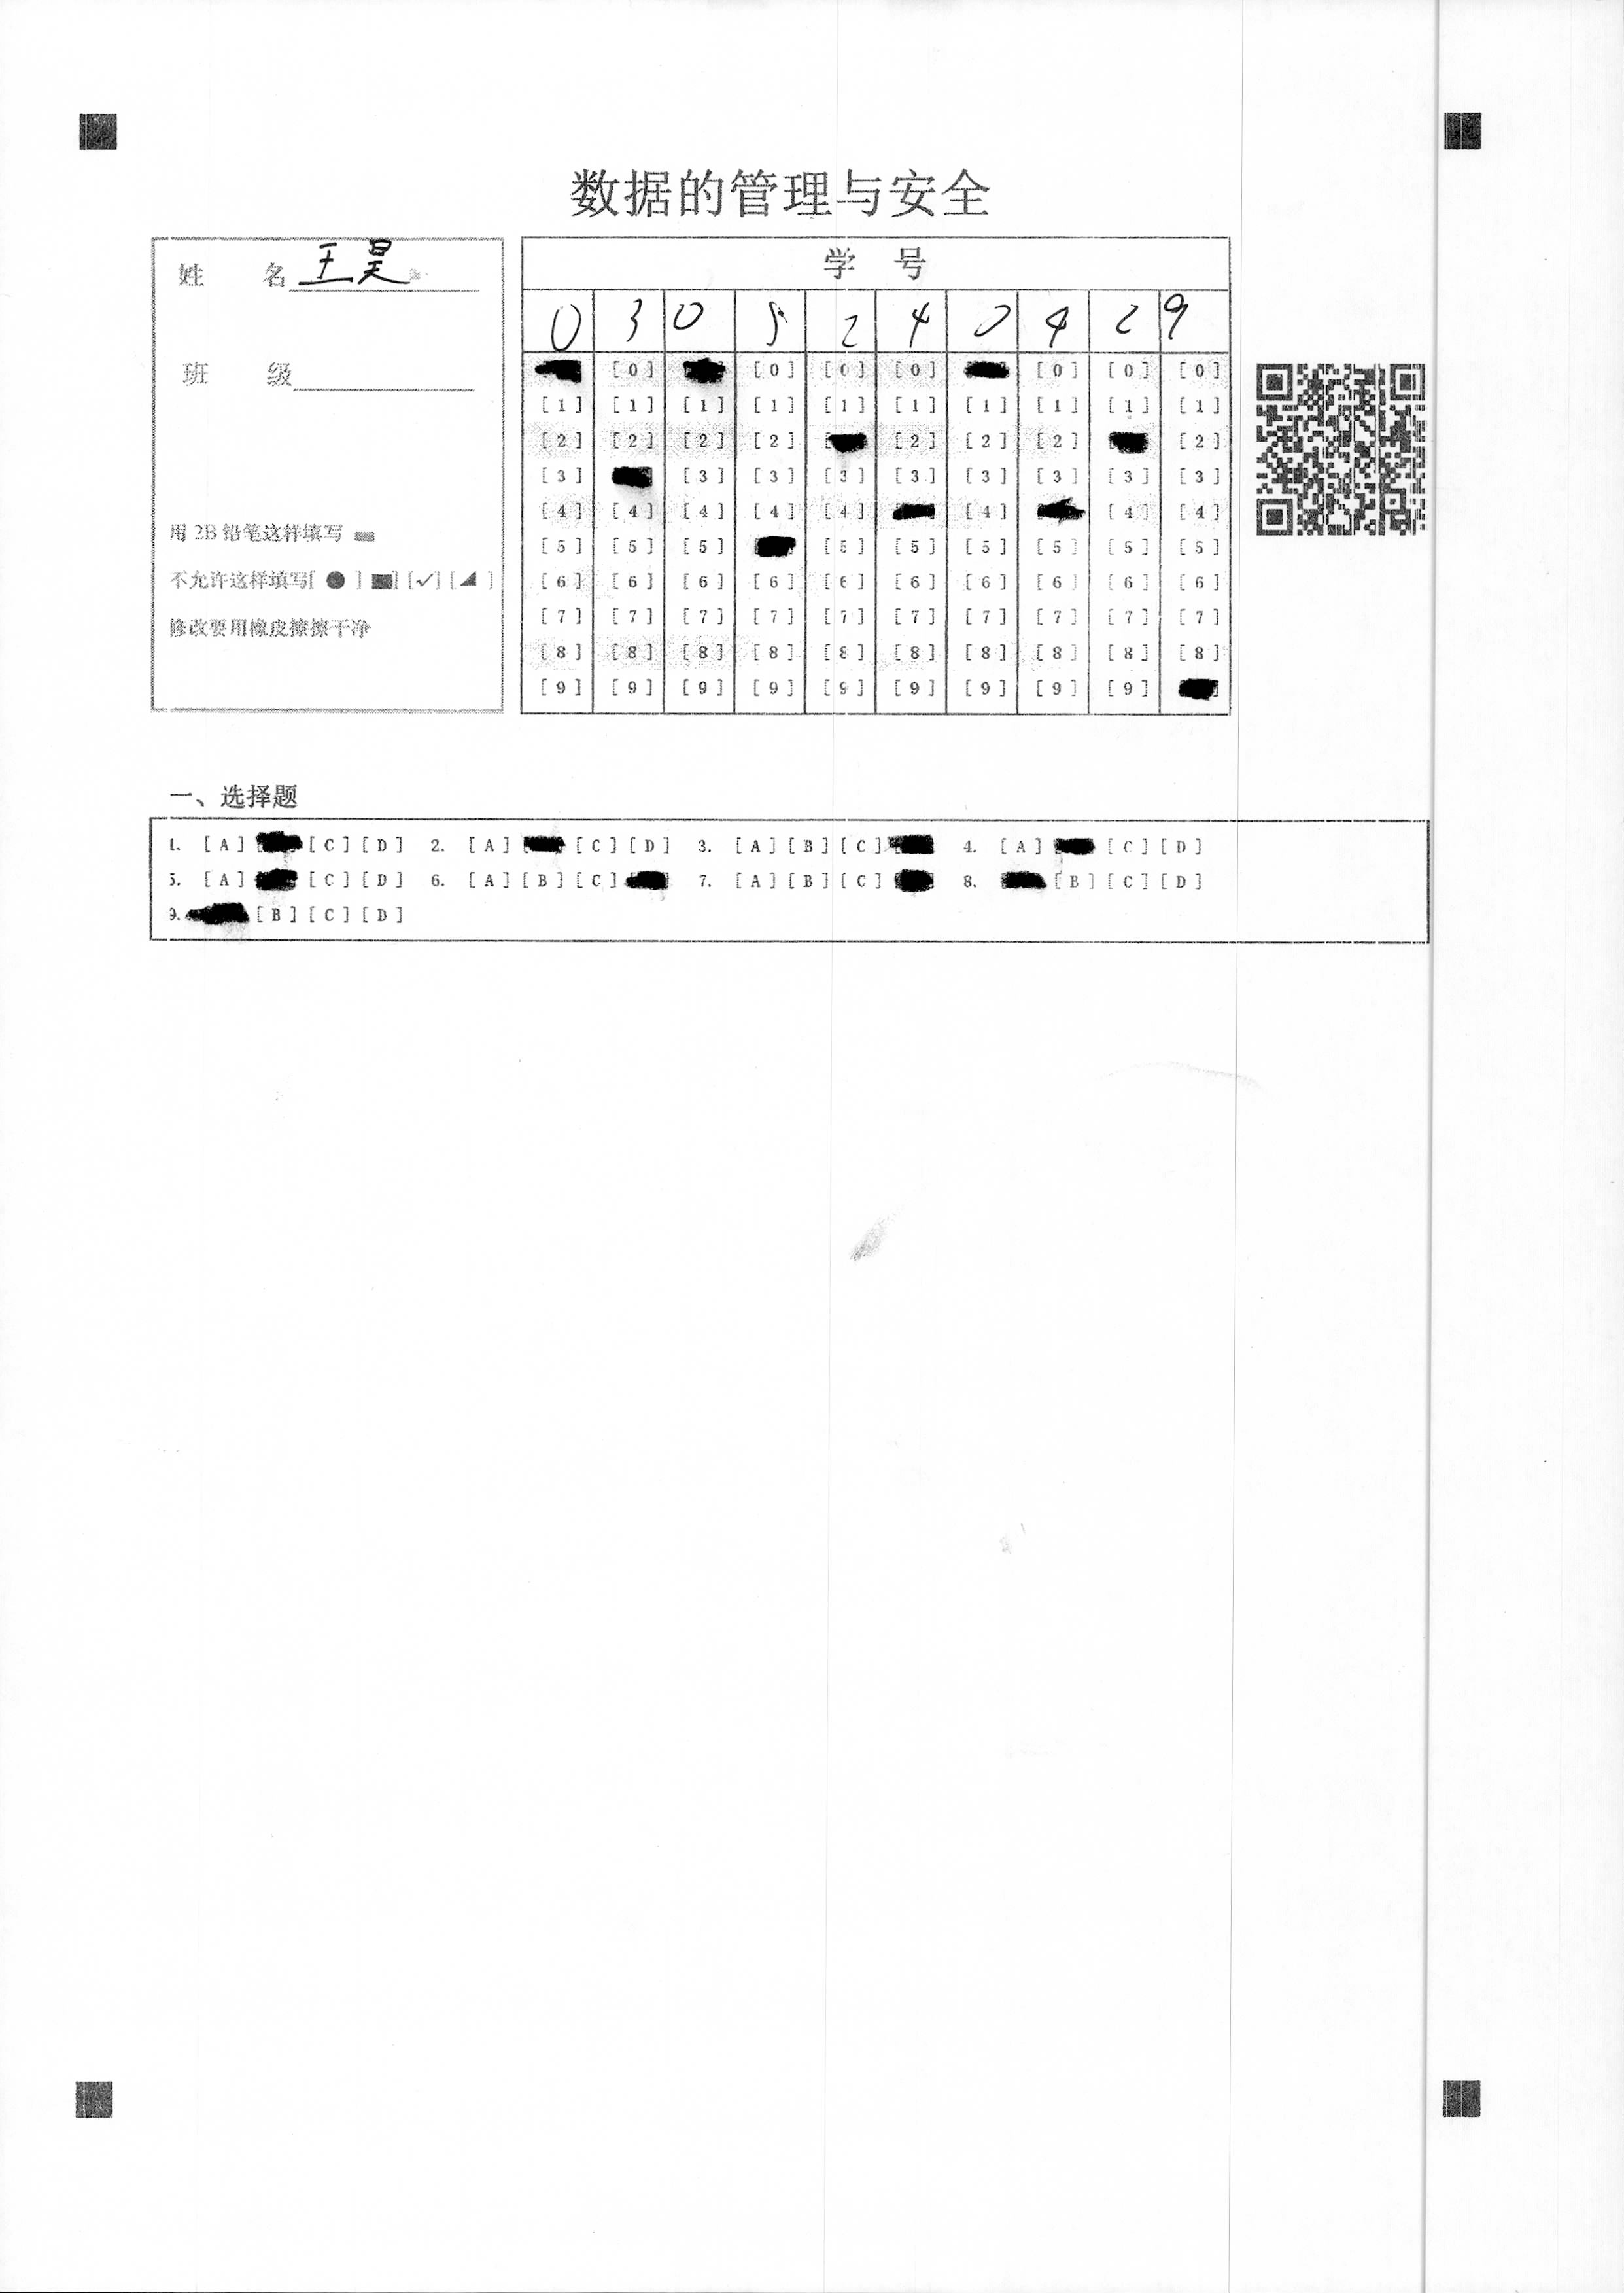 数据的管理与安全
姓 名 王昊
班 级
用 2B 铅笔这样填写
不允许这样填写[ ● ] [■] [✓] [◢ ]
修改要用橡皮擦擦干净
学 号
0 3 0 5 2 4 0 4 2 9
[0] [0] [0] [0] [0] [0] [0]
[1] [1] [1] [1] [1] [1] [1] [1] [1] [1]
[2] [2] [2] [2] [2] [2] [2] [2]
[3] [3] [3] [3] [3] [3] [3] [3] [3]
[4] [4] [4] [4] [4] [4] [4] [4]
[5] [5] [5] [5] [5] [5] [5] [5] [5]
[6] [6] [6] [6] [6] [6] [6] [6] [6] [6]
[7] [7] [7] [7] [7] [7] [7] [7] [7] [7]
[8] [8] [8] [8] [8] [8] [8] [8] [8] [8]
[9] [9] [9] [9] [9] [9] [9] [9] [9]
一、选择题
1. [A] [C] [D] 2. [A] [C] [D] 3. [A] [B] [C] 4. [A] [C] [D]
5. [A] [C] [D] 6. [A] [B] [C] 7. [A] [B] [C] 8. [B] [C] [D]
9. [B] [C] [D]